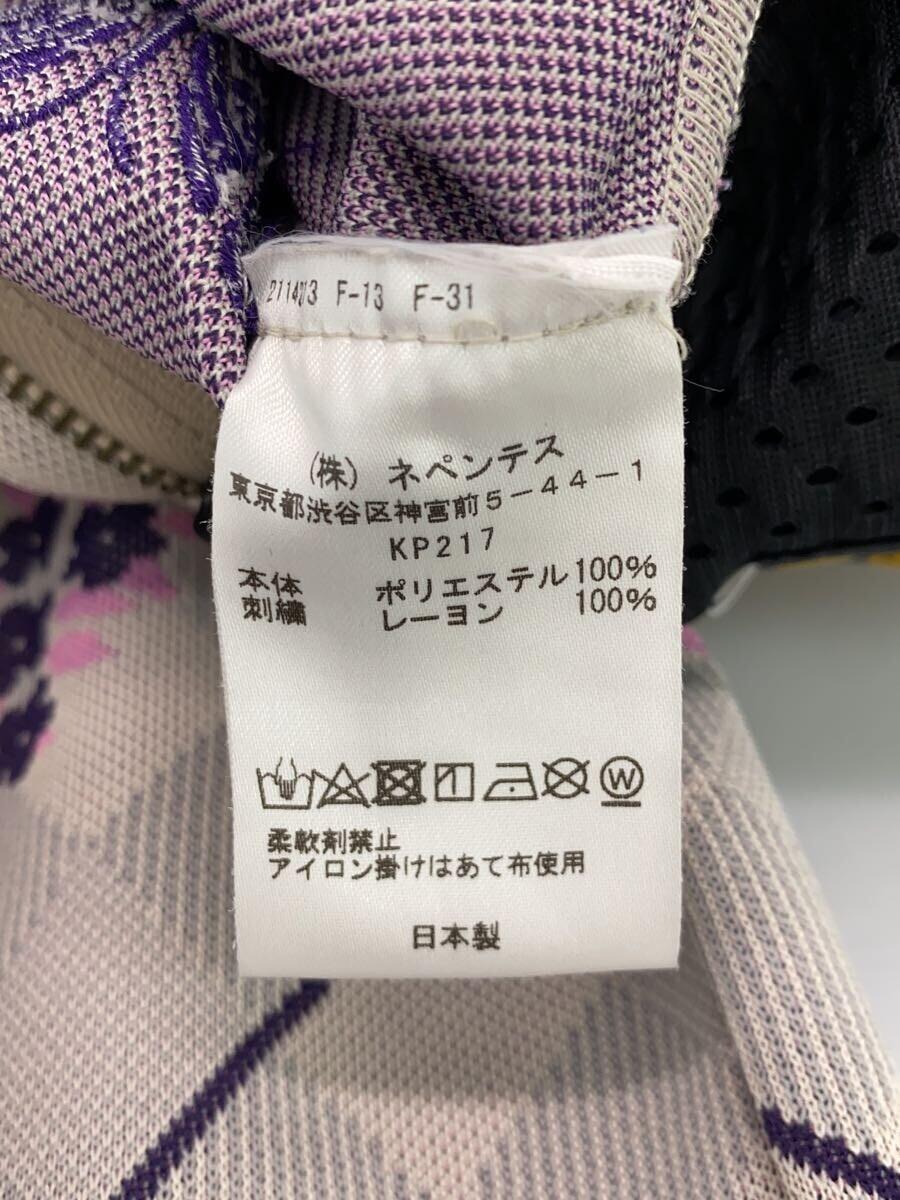 F-13 F-31
(株) ネペンテス
東京都渋谷区神宮前5-44-1
KP217
本体 ポリエステル100%
刺繍 レーヨン 100%
W
柔軟剤禁止
アイロン掛けはあて布使用
日本製